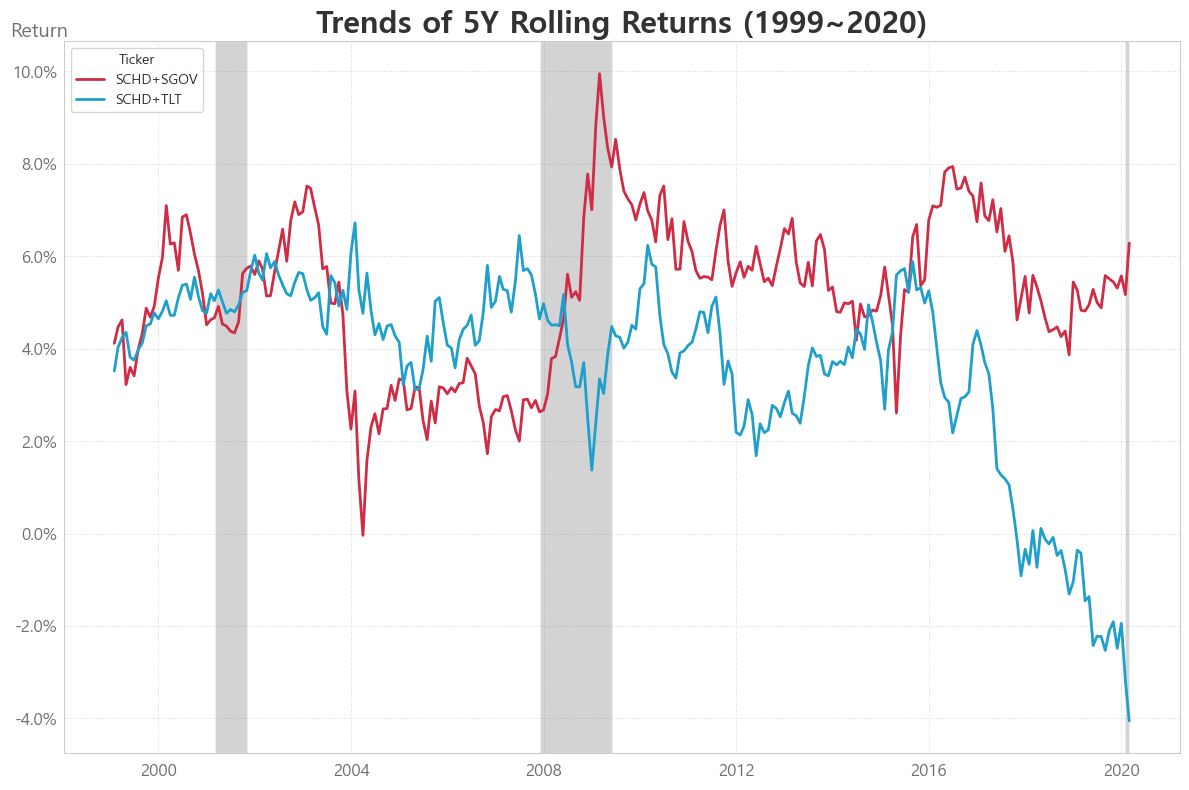 Trends of 5Y Rolling Returns (1999~2020)
Return
Ticker
SCHD+SGOV
SCHD+TLT
10.0%
8.0%
6.0%
4.0%
2.0%
0.0%
-2.0%
-4.0%
2000
2004
2008
2012
2016
2020